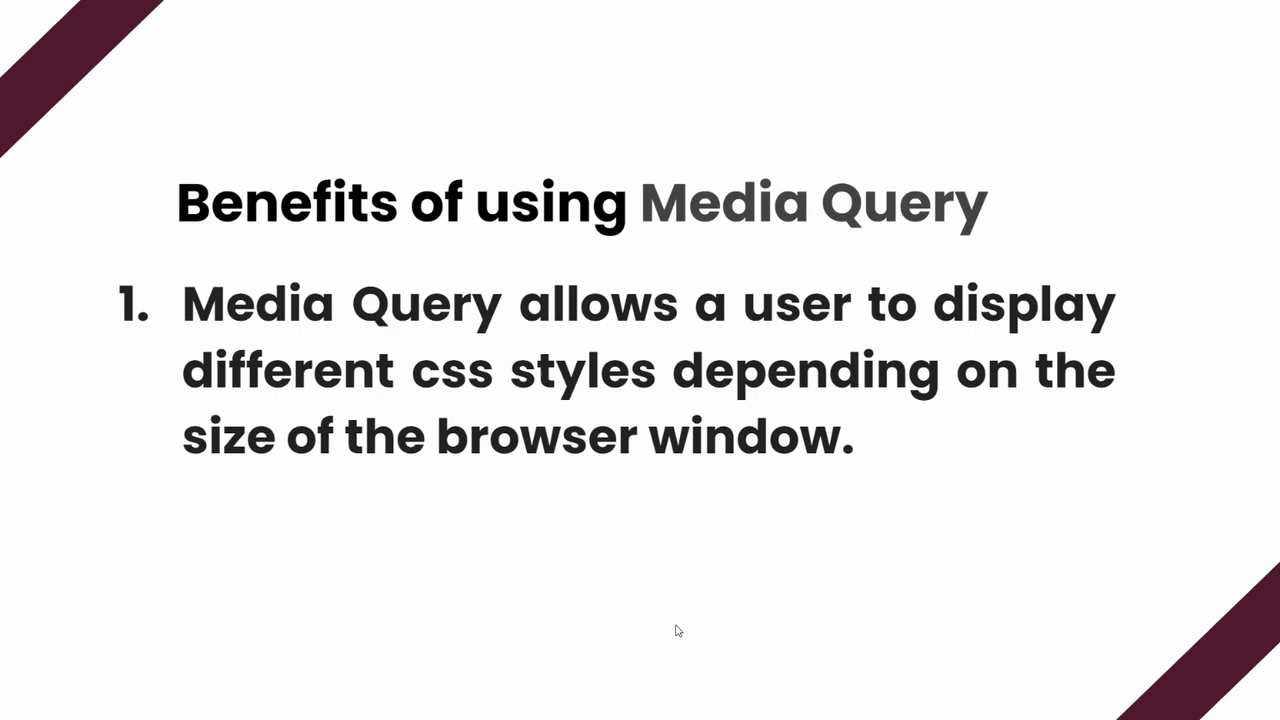 Benefits of using Media Query
1. Media Query allows a user to display
different css styles depending on the
size of the browser window.